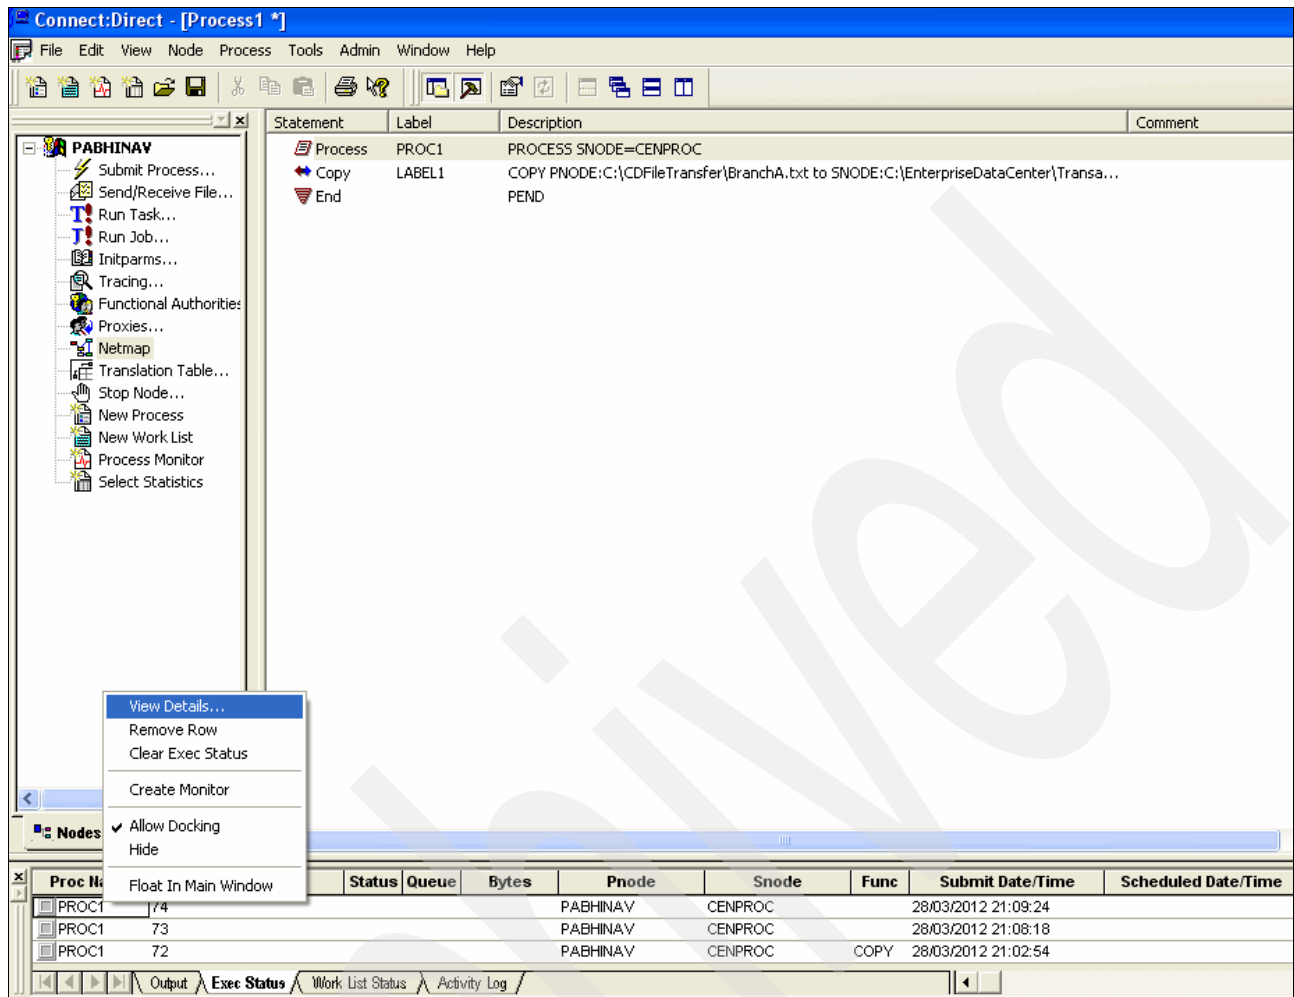 Connect:Direct - [Process1 *]
File Edit View Node Process Tools Admin Window Help
Statement Label Description Comment
Process PROC1 PROCESS SNODE=CENPROC
Copy LABEL1 COPY PNODE:C:\CDFileTransfer\BranchA.txt to SNODE:C:\EnterpriseDataCenter\Transa...
End PEND
PABHINAV
Submit Process...
Send/Receive File...
Run Task...
Run Job...
Initparms...
Tracing...
Functional Authorities
Proxies...
Netmap
Translation Table...
Stop Node...
New Process
New Work List
Process Monitor
Select Statistics
View Details...
Remove Row
Clear Exec Status
Create Monitor
Allow Docking
Hide
Float In Main Window
Nodes
Proc Na Status Queue Bytes Pnode Snode Func Submit Date/Time Scheduled Date/Time
PROC1 74 PABHINAV CENPROC 28/03/2012 21:09:24
PROC1 73 PABHINAV CENPROC 28/03/2012 21:08:18
PROC1 72 PABHINAV CENPROC COPY 28/03/2012 21:02:54
Output Exec Status Work List Status Activity Log